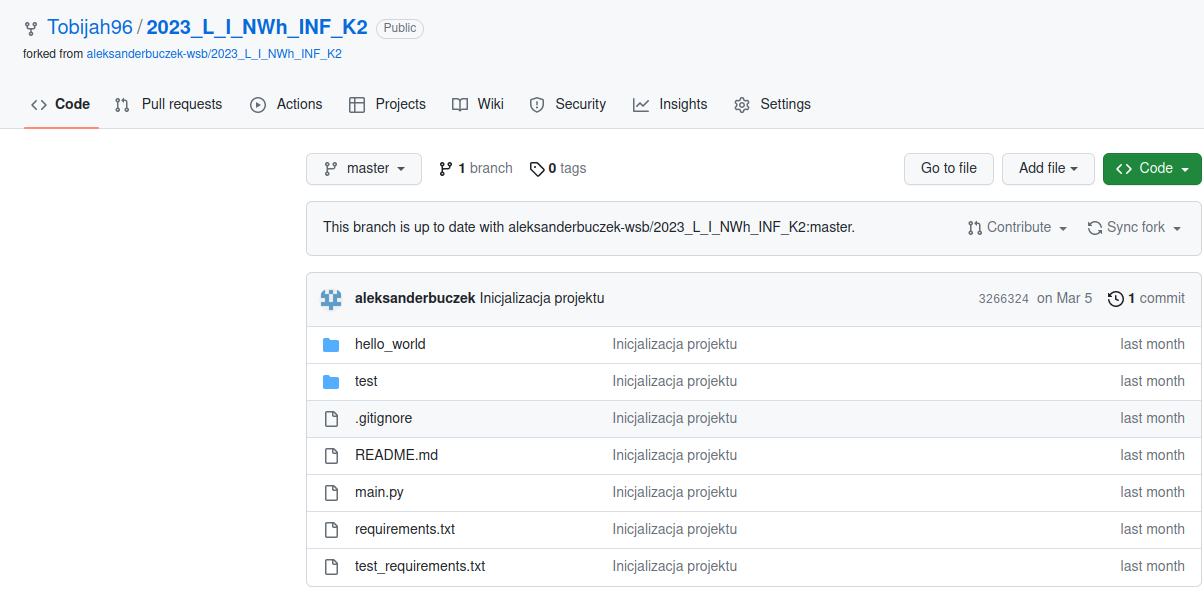 Tobijah96 / 2023_L_I_NWh_INF_K2 Public
forked from aleksanderbuczek-wsb/2023_L_I_NWh_INF_K2
Code Pull requests Actions Projects Wiki Security Insights Settings
master 1 branch 0 tags Go to file Add file Code
This branch is up to date with aleksanderbuczek-wsb/2023_L_I_NWh_INF_K2:master. Contribute Sync fork
aleksanderbuczek Inicjalizacja projektu 3266324 on Mar 5 1 commit
hello_world Inicjalizacja projektu last month
test Inicjalizacja projektu last month
.gitignore Inicjalizacja projektu last month
README.md Inicjalizacja projektu last month
main.py Inicjalizacja projektu last month
requirements.txt Inicjalizacja projektu last month
test_requirements.txt Inicjalizacja projektu last month